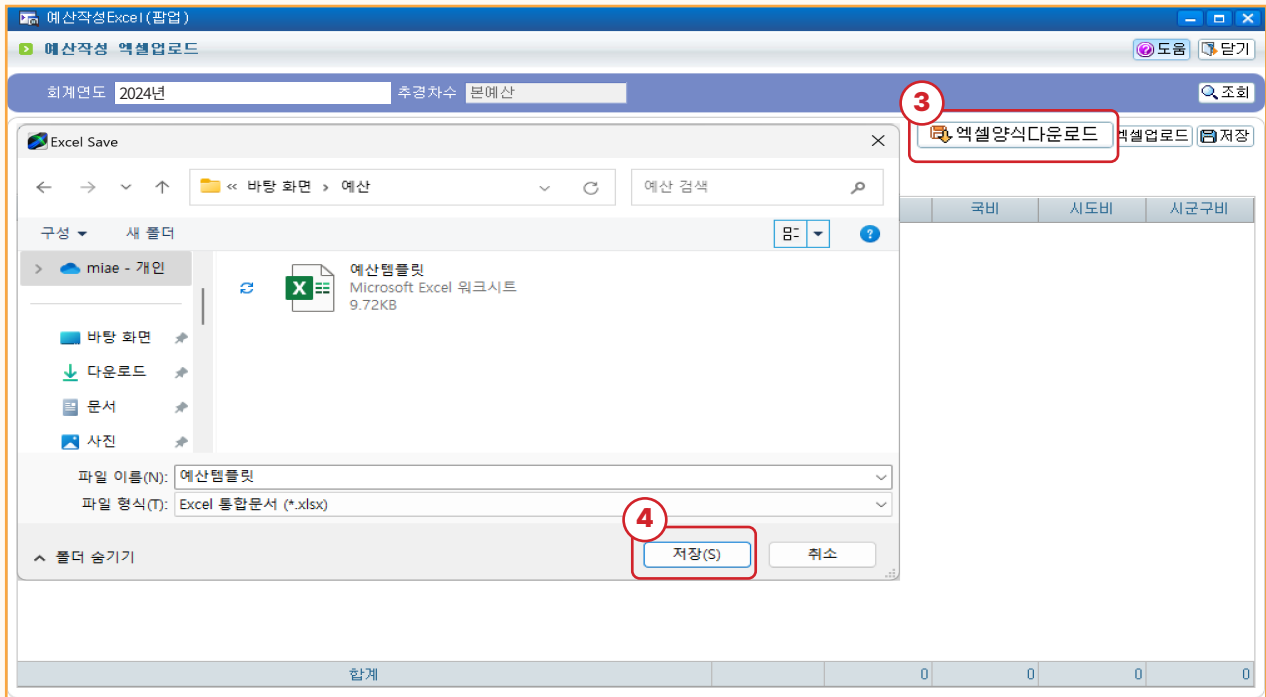 예산작성Excel(팝업)
예산작성 엑셀업로드
도움 닫기
회계연도 2024년 추경차수 본예산 조회
3
엑셀양식다운로드 엑셀업로드 저장
Excel Save
« 바탕 화면 › 예산 예산 검색
구성 새 폴더
국비 시도비 시군구비
miae - 개인
예산템플릿
Microsoft Excel 워크시트
9.72KB
바탕 화면
다운로드
문서
사진
파일 이름(N): 예산템플릿
파일 형식(T): Excel 통합문서 (*.xlsx)
4
폴더 숨기기 저장(S) 취소
합계 0 0 0 0